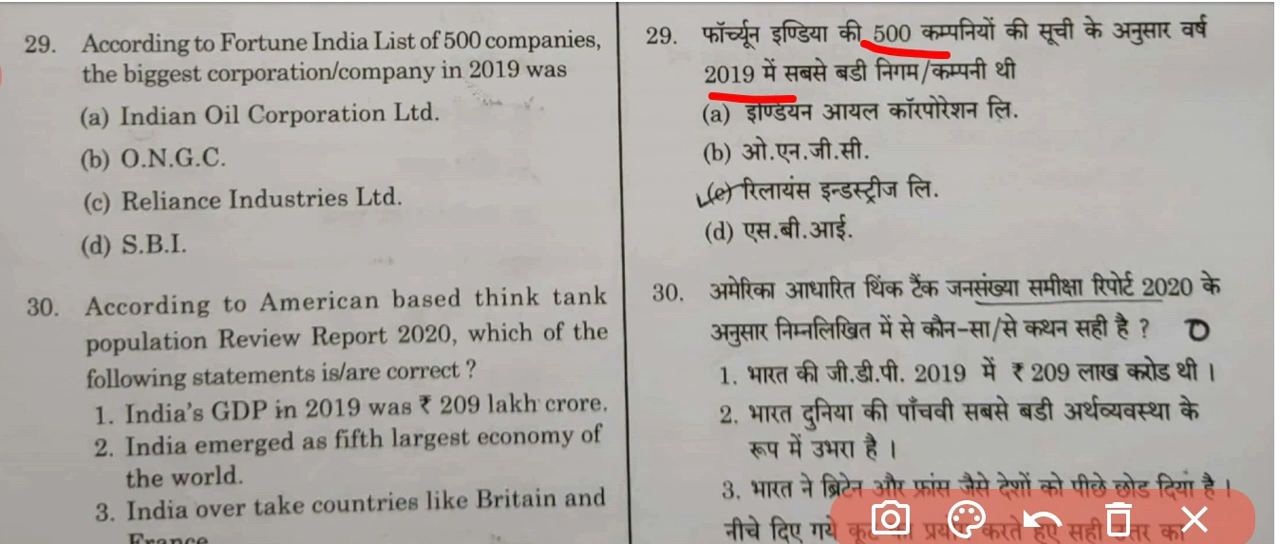 29. According to Fortune India List of 500 companies,
the biggest corporation/company in 2019 was
(a) Indian Oil Corporation Ltd.
(b) O.N.G.C.
(c) Reliance Industries Ltd.
(d) S.B.I.
30. According to American based think tank
population Review Report 2020, which of the
following statements is/are correct ?
1. India's GDP in 2019 was ₹ 209 lakh crore.
2. India emerged as fifth largest economy of
the world.
3. India over take countries like Britain and
France
29. फॉर्च्यून इण्डिया की 500 कम्पनियों की सूची के अनुसार वर्ष
2019 में सबसे बडी निगम/कम्पनी थी
(a) इण्डियन आयल कॉरपोरेशन लि.
(b) ओ.एन.जी.सी.
(c) रिलायंस इन्डस्ट्रीज लि.
(d) एस.बी.आई.
30. अमेरिका आधारित थिंक टैंक जनसंख्या समीक्षा रिपोर्ट 2020 के
अनुसार निम्नलिखित में से कौन-सा/से कथन सही है ?
1. भारत की जी.डी.पी. 2019 में ₹ 209 लाख करोड थी ।
2. भारत दुनिया की पाँचवी सबसे बडी अर्थव्यवस्था के
रूप में उभरा है ।
3. भारत ने ब्रिटेन और फ्रांस जैसे देशों को पीछे छोड दिया है ।
नीचे दिए गये करते हुए सही का